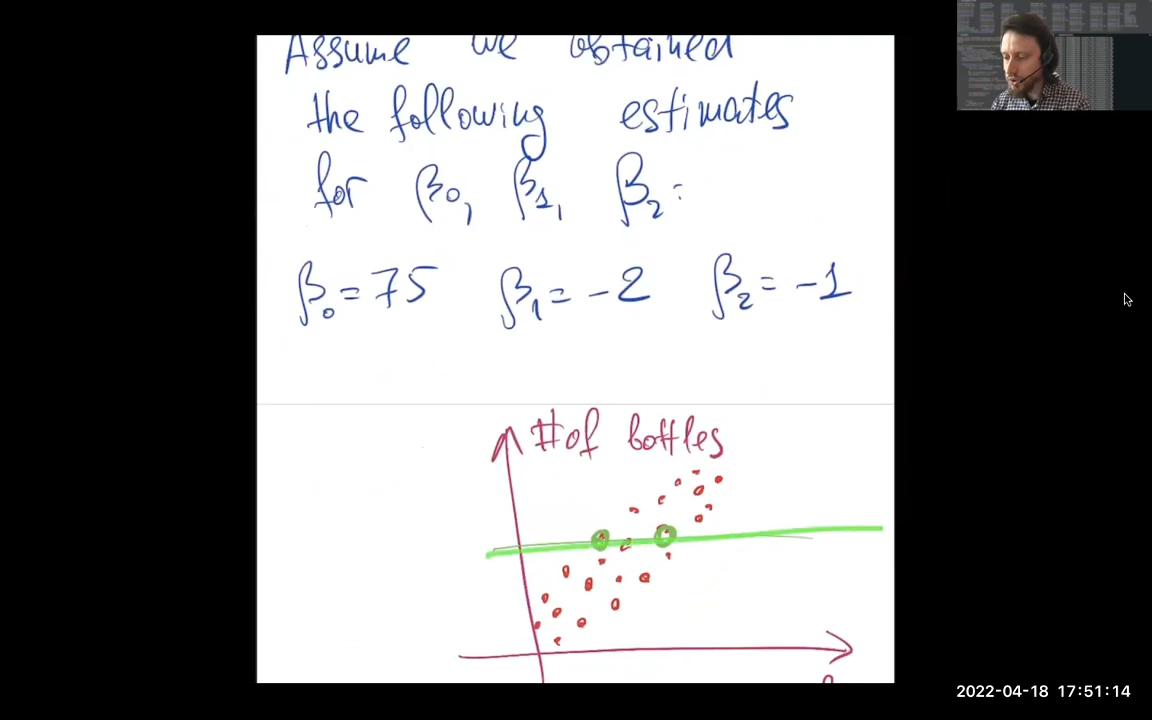 Assume we obtained
the following estimates
for β0, β1, β2:
β0 = 75 β1 = -2 β2 = -1
# of bottles
2022-04-18 17:51:14